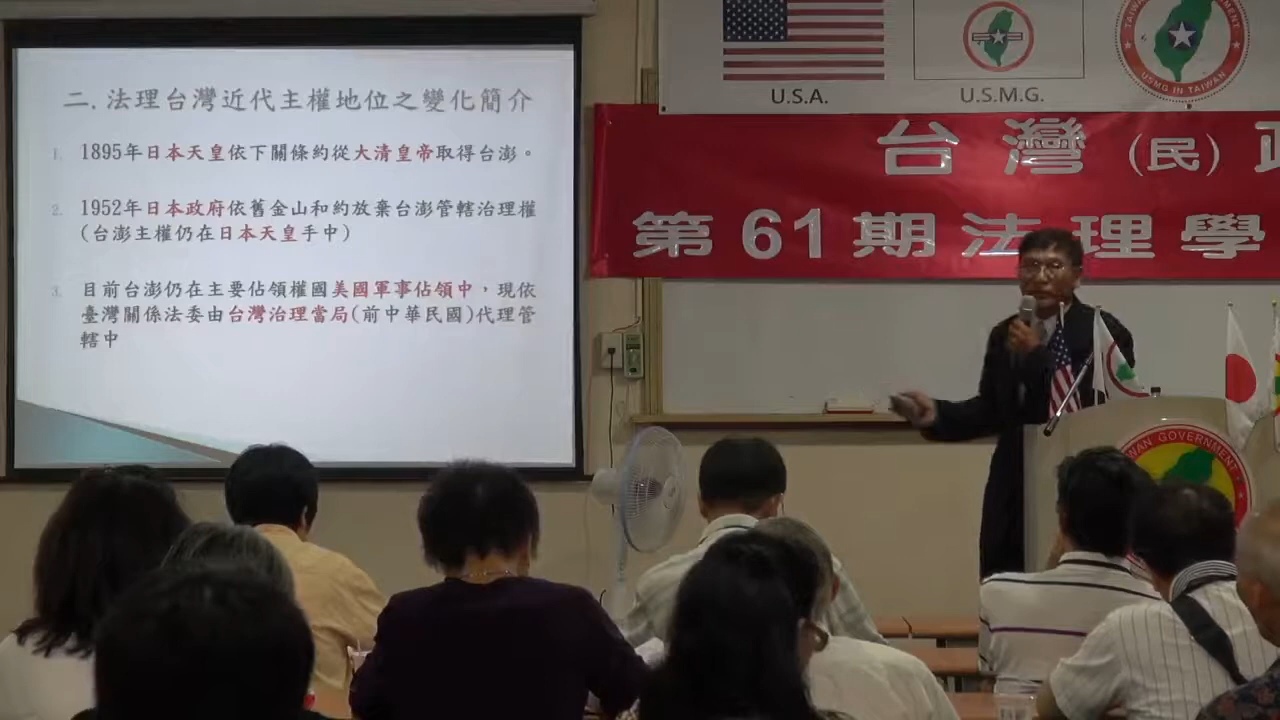 二.法理台灣近代主權地位之變化簡介
1. 1895年日本天皇依下關條約從大清皇帝取得台澎。
2. 1952年日本政府依舊金山和約放棄台澎管轄治理權
(台澎主權仍在日本天皇手中)
3. 目前台澎仍在主要佔領權國美國軍事佔領中，現依
臺灣關係法委由台灣治理當局(前中華民國)代理管
轄中
U.S.A.
U.S.M.G.
USMG IN TAIWAN
台灣(民)
第61期法理學
WAN GOVERNMENT